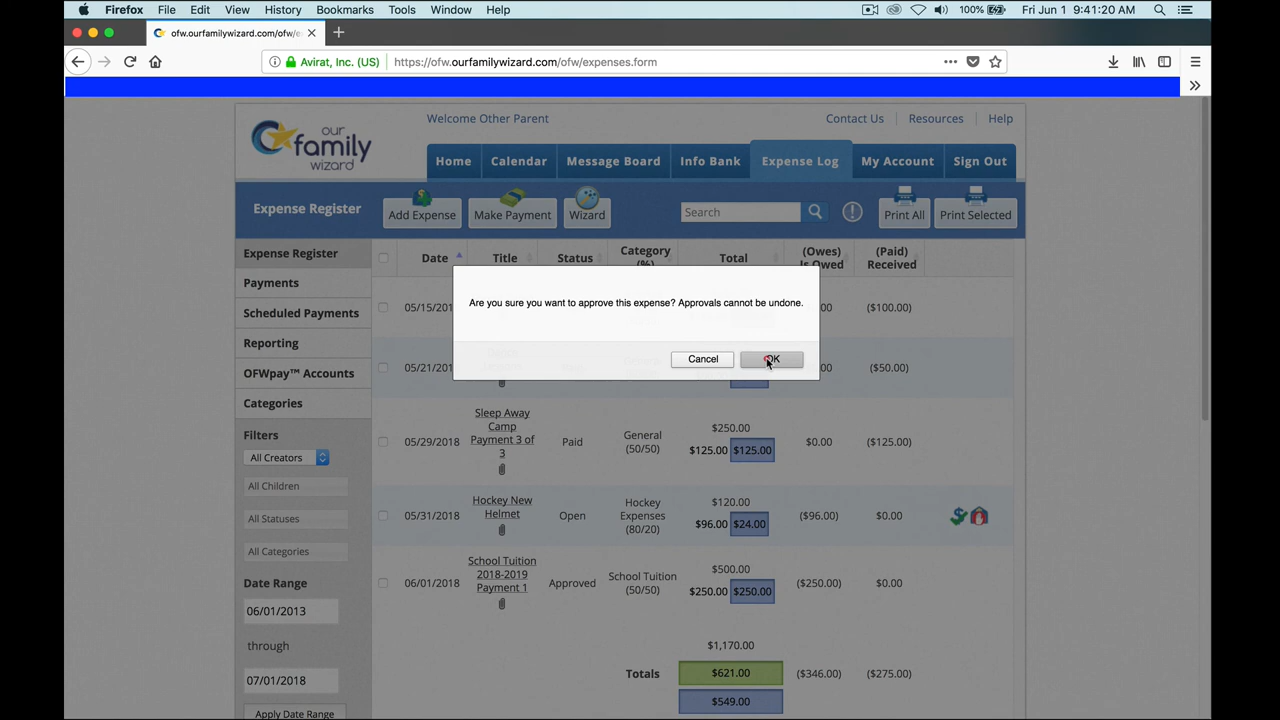 Firefox File Edit View History Bookmarks Tools Window Help 100% Fri Jun 1 9:41:20 AM
ofw.ourfamilywizard.com/ofw/e
Avirat, Inc. (US) https://ofw.ourfamilywizard.com/ofw/expenses.form
our family wizard
Welcome Other Parent Contact Us Resources Help
Home Calendar Message Board Info Bank Expense Log My Account Sign Out
Expense Register Add Expense Make Payment Wizard Search Print All Print Selected
Expense Register
Payments
Scheduled Payments
Reporting
OFWpay™ Accounts
Categories
Filters
All Creators
All Children
All Statuses
All Categories
Date Range
06/01/2013
through
07/01/2018
Apply Date Range
Date Title Status Category Total (Owes) (Paid)
(%) Is Owed Received
Are you sure you want to approve this expense? Approvals cannot be undone.
Cancel OK
05/15/201 00 ($100.00)
05/21/201 00 ($50.00)
05/29/2018 Sleep Away Camp Payment 3 of 3 Paid General (50/50) $250.00 $125.00 $125.00 $0.00 ($125.00)
05/31/2018 Hockey New Helmet Open Hockey Expenses (80/20) $120.00 $96.00 $24.00 ($96.00) $0.00
06/01/2018 School Tuition 2018-2019 Payment 1 Approved School Tuition (50/50) $500.00 $250.00 $250.00 ($250.00) $0.00
$1,170.00
Totals $621.00 ($346.00) ($275.00)
$549.00